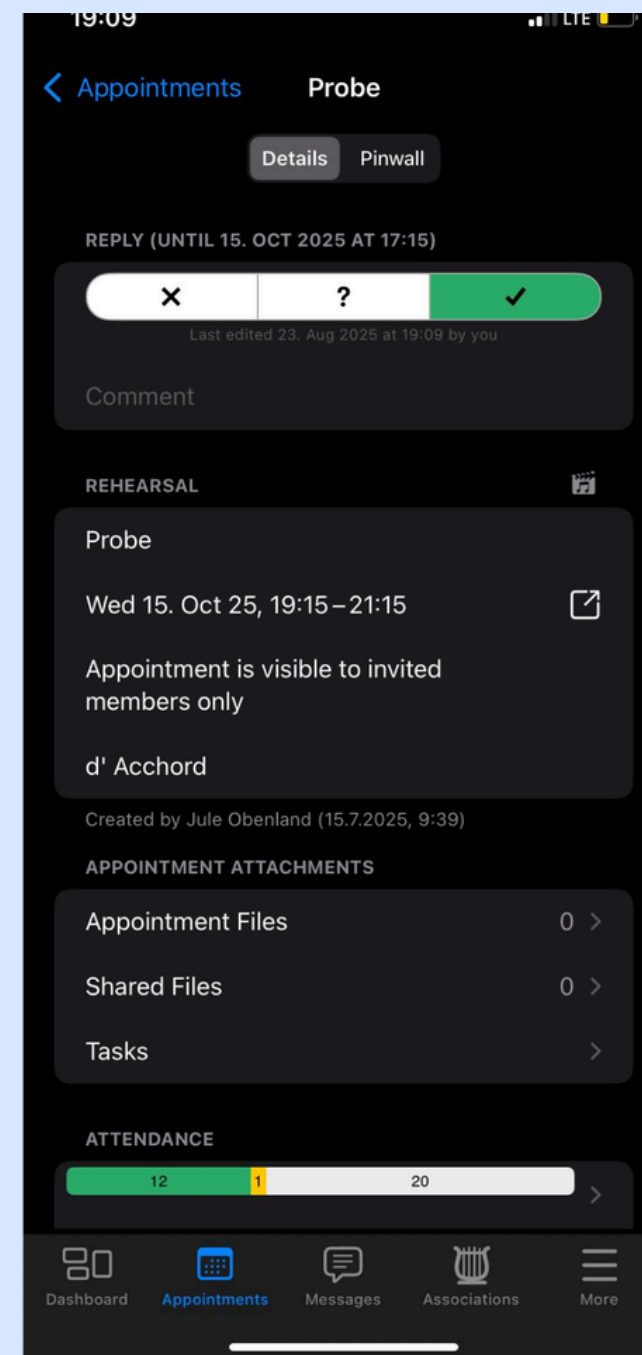 19:09 LTE
Appointments Probe
Details Pinwall
REPLY (UNTIL 15. OCT 2025 AT 17:15)
?
Last edited 23. Aug 2025 at 19:09 by you
Comment
REHEARSAL
Probe
Wed 15. Oct 25, 19:15–21:15
Appointment is visible to invited
members only
d' Acchord
Created by Jule Obenland (15.7.2025, 9:39)
APPOINTMENT ATTACHMENTS
Appointment Files 0
Shared Files 0
Tasks
ATTENDANCE
12 1 20
Dashboard Appointments Messages Associations More